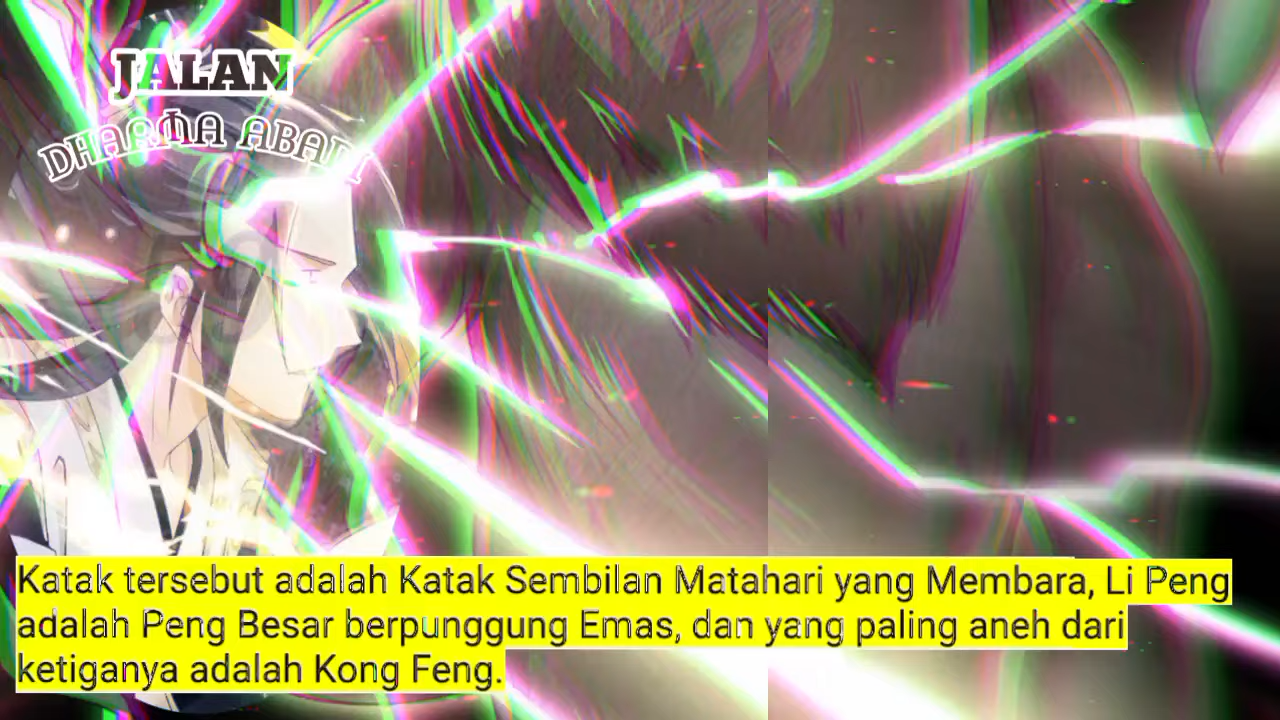 JALAN
DHARMA ABADI
Katak tersebut adalah Katak Sembilan Matahari yang Membara, Li Peng
adalah Peng Besar berpunggung Emas, dan yang paling aneh dari
ketiganya adalah Kong Feng.